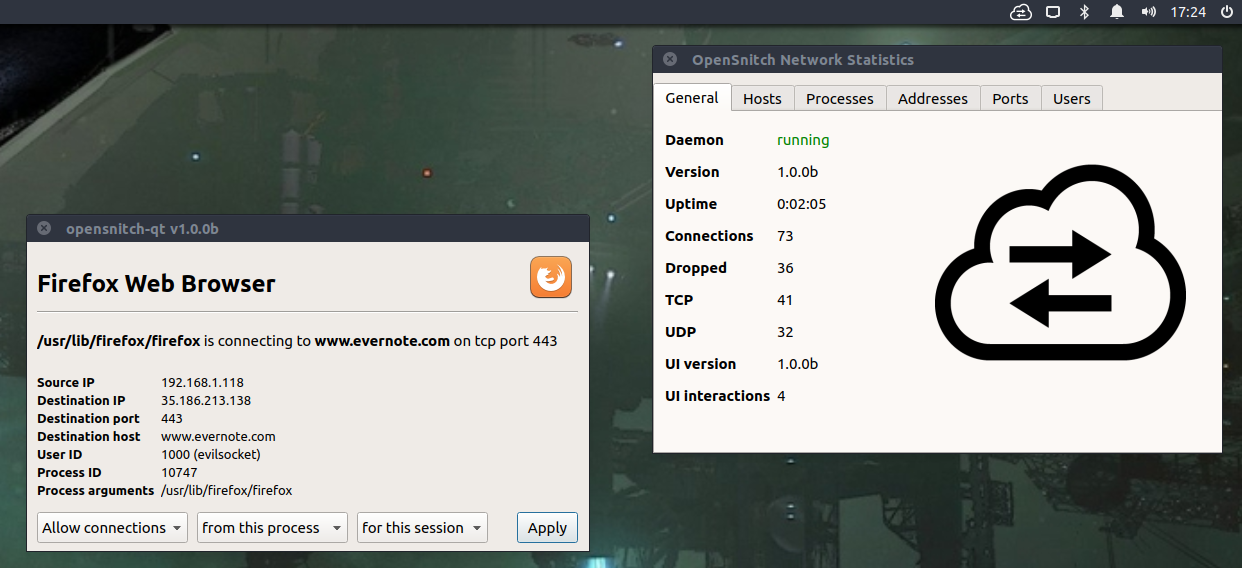 17:24
OpenSnitch Network Statistics
General Hosts Processes Addresses Ports Users
Daemon running
Version 1.0.0b
Uptime 0:02:05
Connections 73
Dropped 36
TCP 41
UDP 32
UI version 1.0.0b
UI interactions 4
opensnitch-qt v1.0.0b
Firefox Web Browser
/usr/lib/firefox/firefox is connecting to www.evernote.com on tcp port 443
Source IP 192.168.1.118
Destination IP 35.186.213.138
Destination port 443
Destination host www.evernote.com
User ID 1000 (evilsocket)
Process ID 10747
Process arguments /usr/lib/firefox/firefox
Allow connections from this process for this session Apply